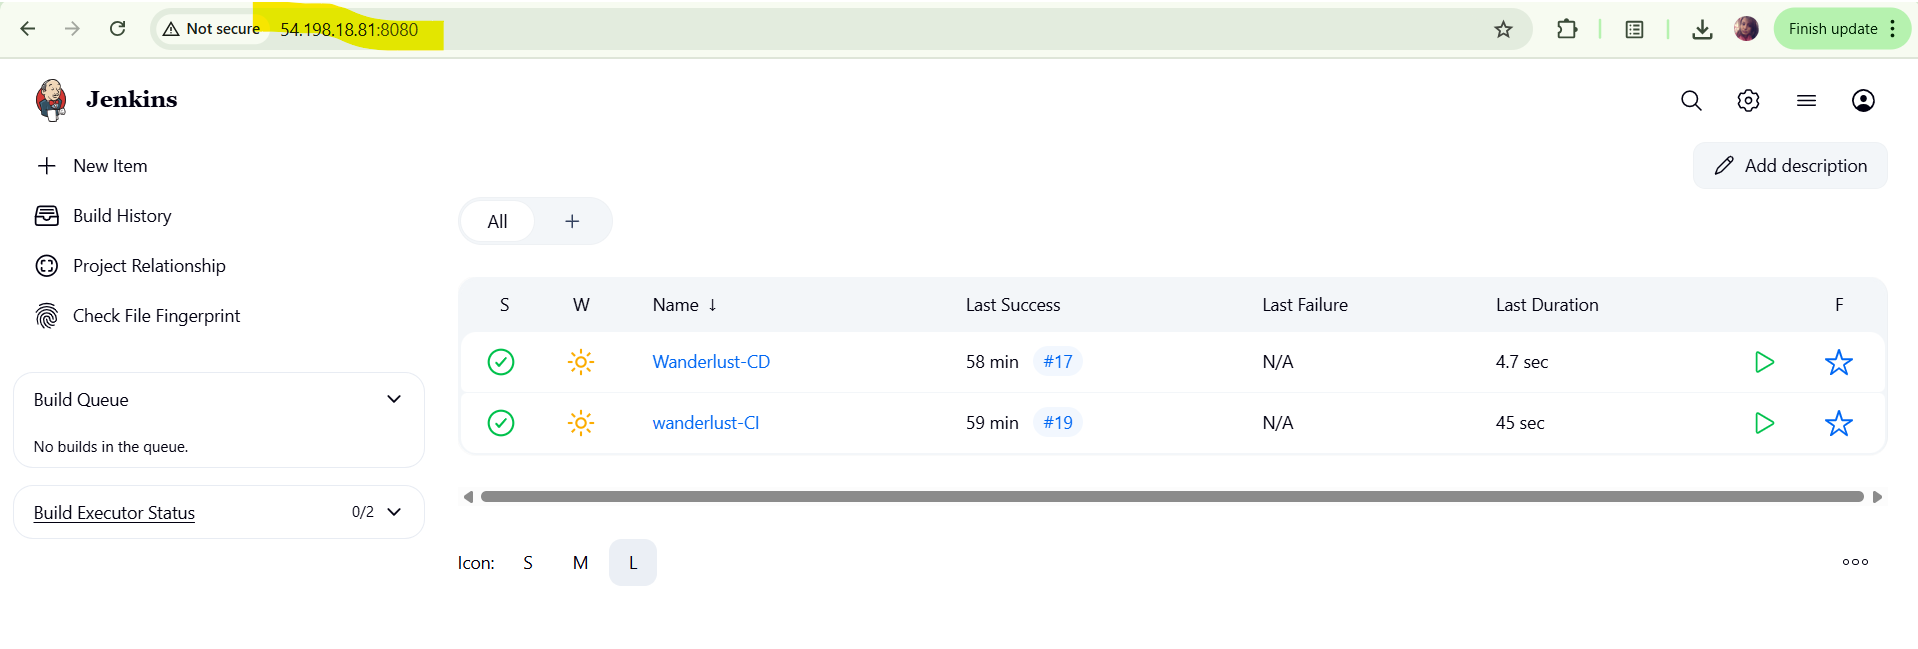 Not secure 54.198.18.81:8080 Finish update
Jenkins
New Item
Add description
Build History
All
Project Relationship
Check File Fingerprint
S W Name ↓ Last Success Last Failure Last Duration F
Wanderlust-CD 58 min #17 N/A 4.7 sec
wanderlust-CI 59 min #19 N/A 45 sec
Build Queue
No builds in the queue.
Build Executor Status 0/2
Icon: S M L